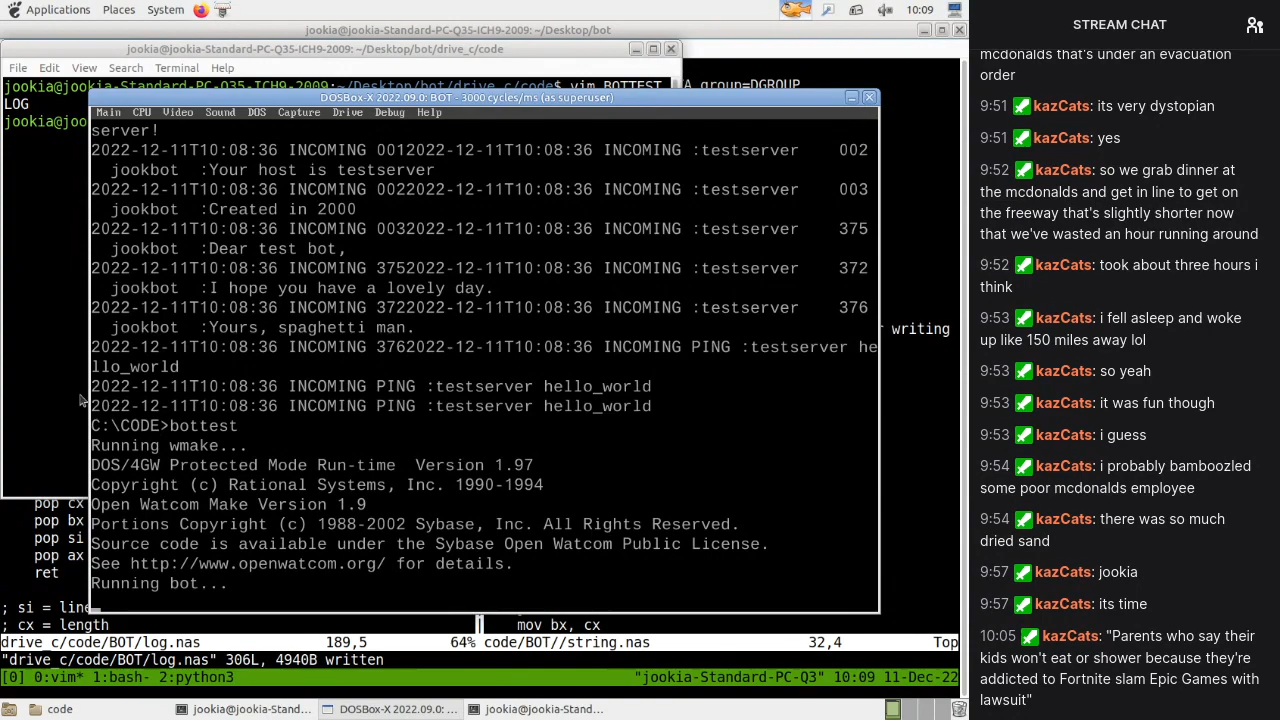 Applications Places System 10:09
jookia@jookia-Standard-PC-Q35-ICH9-2009: ~/Desktop/bot
jookia@jookia-Standard-PC-Q35-ICH9-2009: ~/Desktop/bot/drive_c/code
File Edit View Search Terminal Help
jookia@jookia-Standard-PC-Q35-ICH9-2009:~/Desktop/bot/drive_c/code$ vim BOTTEST. A group=DGROUP
LOG
jookia@joo
DOSBox-X 2022.09.0: BOT - 3000 cycles/ms (as superuser)
Main CPU Video Sound DOS Capture Drive Debug Help
server!
2022-12-11T10:08:36 INCOMING 0012022-12-11T10:08:36 INCOMING :testserver 002
jookbot :Your host is testserver
2022-12-11T10:08:36 INCOMING 0022022-12-11T10:08:36 INCOMING :testserver 003
jookbot :Created in 2000
2022-12-11T10:08:36 INCOMING 0032022-12-11T10:08:36 INCOMING :testserver 375
jookbot :Dear test bot,
2022-12-11T10:08:36 INCOMING 3752022-12-11T10:08:36 INCOMING :testserver 372
jookbot :I hope you have a lovely day.
2022-12-11T10:08:36 INCOMING 3722022-12-11T10:08:36 INCOMING :testserver 376
jookbot :Yours, spaghetti man.
2022-12-11T10:08:36 INCOMING 3762022-12-11T10:08:36 INCOMING PING :testserver he
llo_world
2022-12-11T10:08:36 INCOMING PING :testserver hello_world
2022-12-11T10:08:36 INCOMING PING :testserver hello_world
C:\CODE>bottest
Running wmake...
DOS/4GW Protected Mode Run-time Version 1.97
Copyright (c) Rational Systems, Inc. 1990-1994
Open Watcom Make Version 1.9
Portions Copyright (c) 1988-2002 Sybase, Inc. All Rights Reserved.
Source code is available under the Sybase Open Watcom Public License.
See http://www.openwatcom.org/ for details.
Running bot...
r writing
pop cx
pop bx
pop si
pop ax
ret
; si = line
; cx = length mov bx, cx
drive_c/code/BOT/log.nas 189,5 64% code/BOT//string.nas 32,4 Top
"drive_c/code/BOT/log.nas" 306L, 4940B written
[0] 0:vim* 1:bash- 2:python3 "jookia-Standard-PC-Q3" 10:09 11-Dec-22
code jookia@jookia-Stand... DOSBox-X 2022.09.0: ... jookia@jookia-Stand...
STREAM CHAT
mcdonalds that's under an evacuation
order
9:51 kazCats: its very dystopian
9:51 kazCats: yes
9:52 kazCats: so we grab dinner at
the mcdonalds and get in line to get on
the freeway that's slightly shorter now
that we've wasted an hour running around
9:52 kazCats: took about three hours i
think
9:53 kazCats: i fell asleep and woke
up like 150 miles away lol
9:53 kazCats: so yeah
9:53 kazCats: it was fun though
9:53 kazCats: i guess
9:54 kazCats: i probably bamboozled
some poor mcdonalds employee
9:54 kazCats: there was so much
dried sand
9:57 kazCats: jookia
9:57 kazCats: its time
10:05 kazCats: "Parents who say their
kids won't eat or shower because they're
addicted to Fortnite slam Epic Games with
lawsuit"